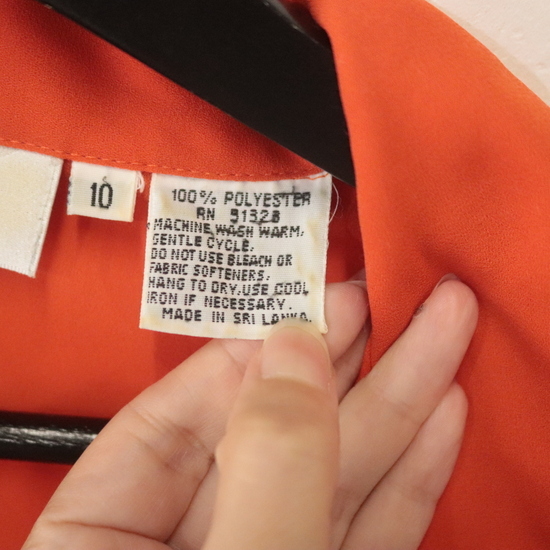 10
100% POLYESTER
RN 91328
MACHINE WASH WARM,
GENTLE CYCLE.
DO NOT USE BLEACH OR
FABRIC SOFTENERS.
HANG TO DRY.USE COOL
IRON IF NECESSARY.
MADE IN SRI LANKA.